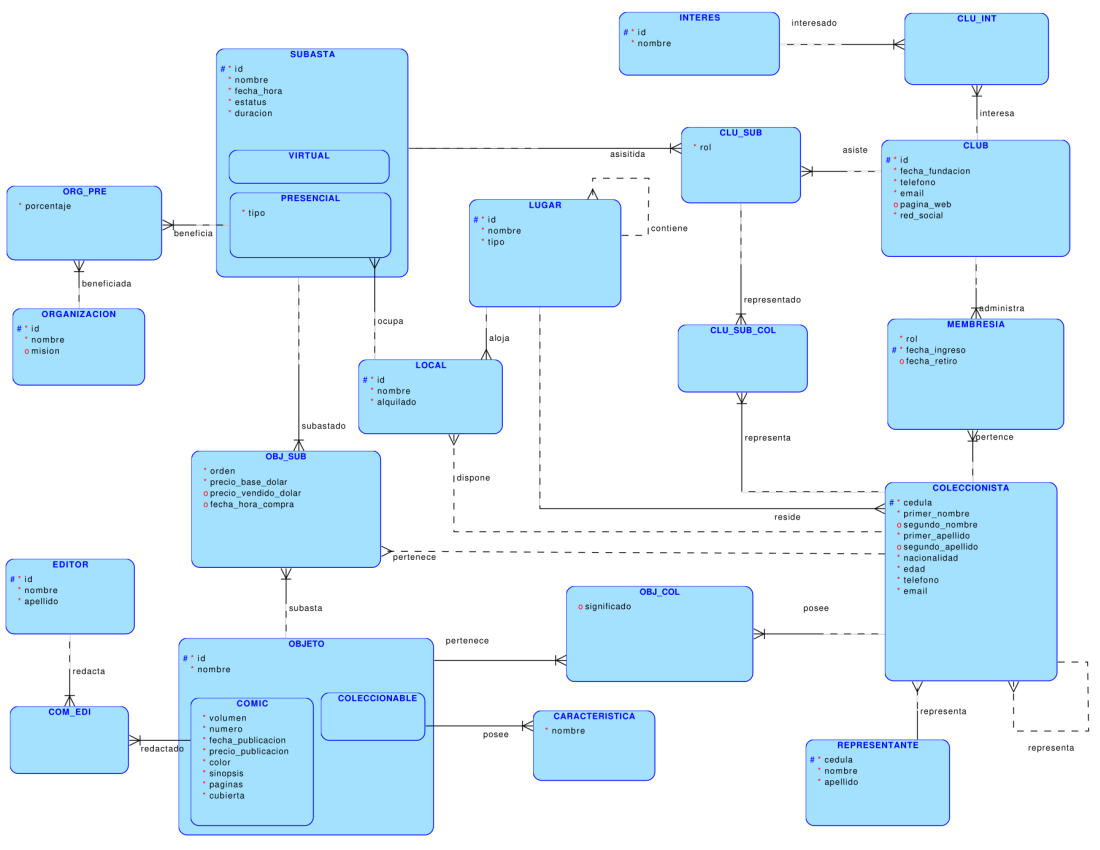 INTERES
# * id
* nombre
interesado
CLU_INT
interesa
SUBASTA
# * id
* nombre
* fecha_hora
* estatus
* duracion
VIRTUAL
PRESENCIAL
* tipo
asisitida
CLU_SUB
* rol
asiste
CLUB
# * id
* fecha_fundacion
* telefono
* email
o pagina_web
* red_social
ORG_PRE
* porcentaje
beneficia
beneficiada
ORGANIZACION
# * id
* nombre
o mision
LUGAR
# * id
* nombre
* tipo
contiene
ocupa
aloja
representado
administra
LOCAL
# * id
* nombre
* alquilado
CLU_SUB_COL
MEMBRESIA
* rol
# * fecha_ingreso
o fecha_retiro
subastado
representa
pertence
dispone
reside
OBJ_SUB
* orden
* precio_base_dolar
o precio_vendido_dolar
o fecha_hora_compra
COLECCIONISTA
# * cedula
* primer_nombre
o segundo_nombre
* primer_apellido
o segundo_apellido
* nacionalidad
* edad
* telefono
* email
pertenece
EDITOR
# * id
* nombre
* apellido
subasta
OBJ_COL
o significado
posee
pertenece
OBJETO
# * id
* nombre
redacta
COM_EDI
redactado
COMIC
* volumen
* numero
* fecha_publicacion
* precio_publicacion
* color
* sinopsis
* paginas
* cubierta
COLECCIONABLE
posee
CARACTERISTICA
* nombre
representa
representa
REPRESENTANTE
# * cedula
* nombre
* apellido